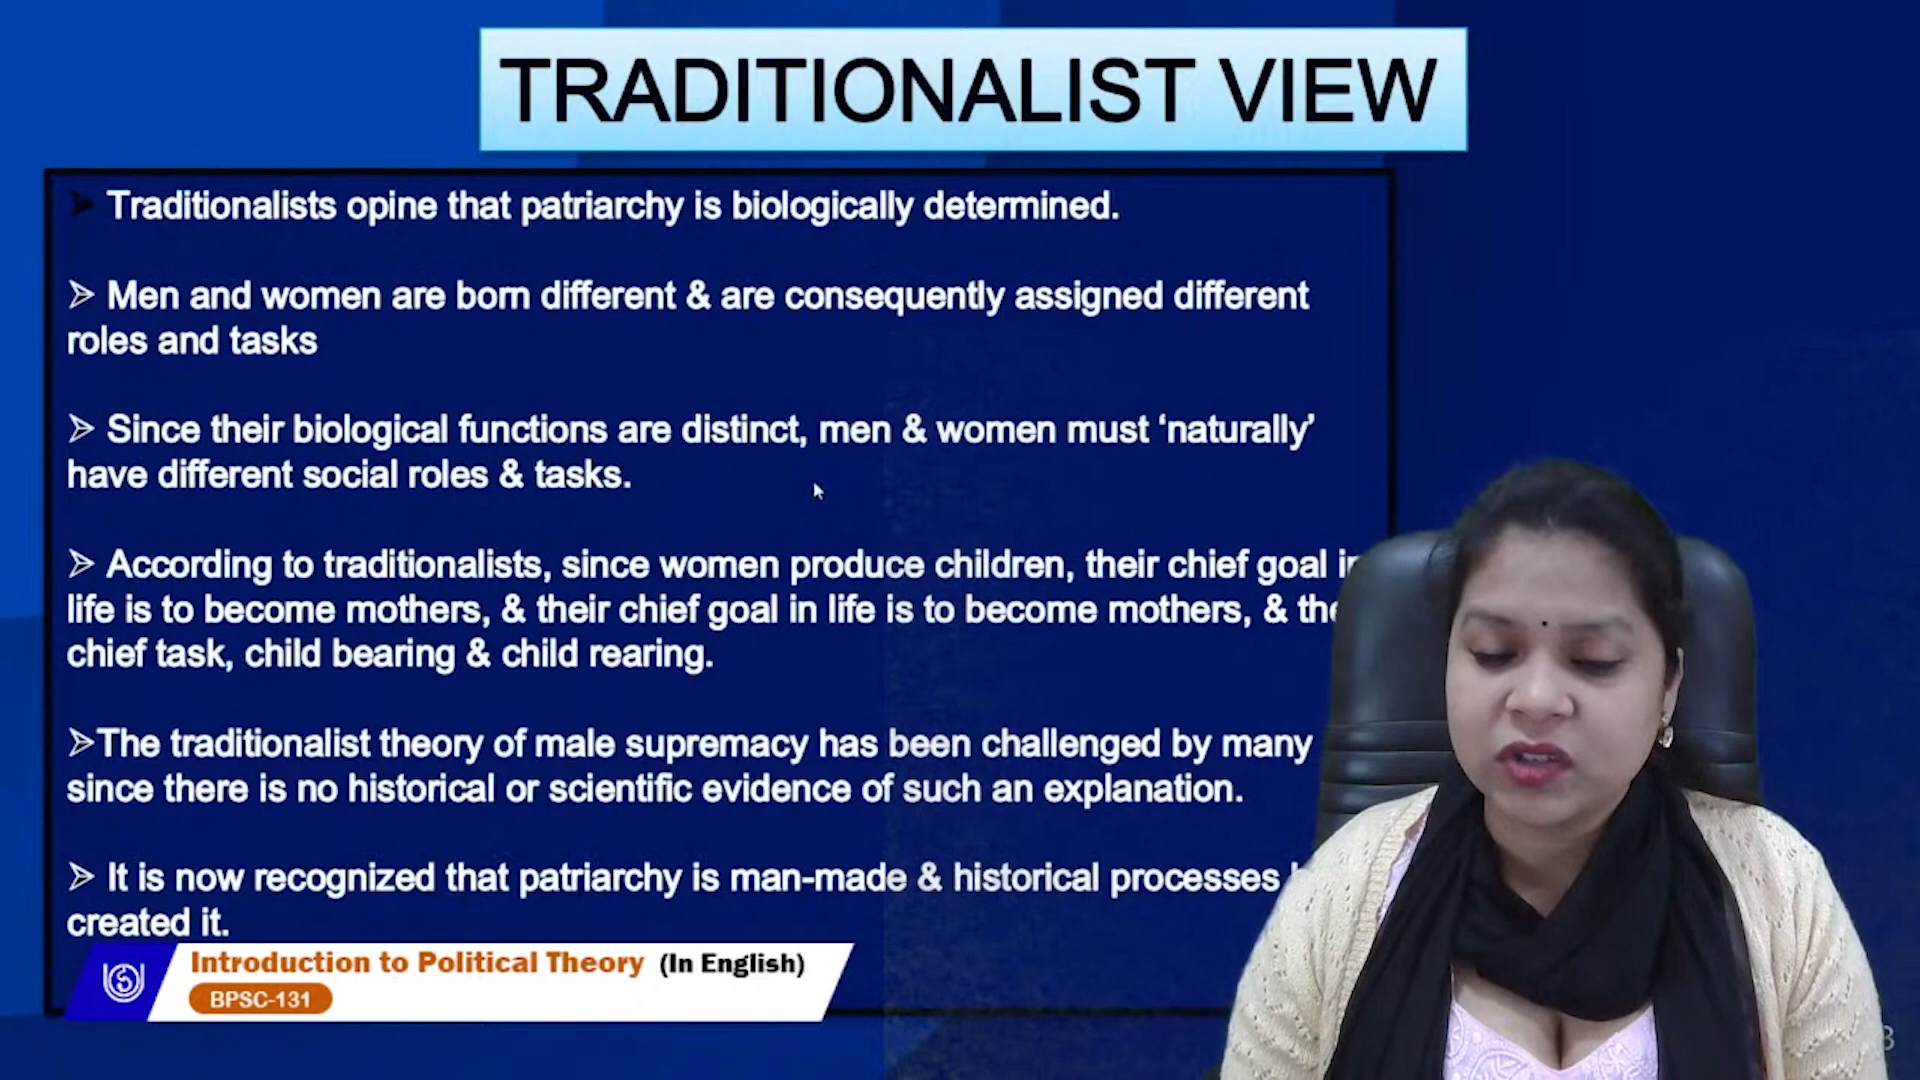 TRADITIONALIST VIEW
➢ Traditionalists opine that patriarchy is biologically determined.
➢ Men and women are born different & are consequently assigned different
roles and tasks
➢ Since their biological functions are distinct, men & women must ‘naturally’
have different social roles & tasks.
➢ According to traditionalists, since women produce children, their chief goal in
life is to become mothers, & their chief goal in life is to become mothers, &
chief task, child bearing & child rearing.
➢The traditionalist theory of male supremacy has been challenged by many
since there is no historical or scientific evidence of such an explanation.
➢ It is now recognized that patriarchy is man-made & historical processes
created it.
Introduction to Political Theory (In English)
BPSC-131